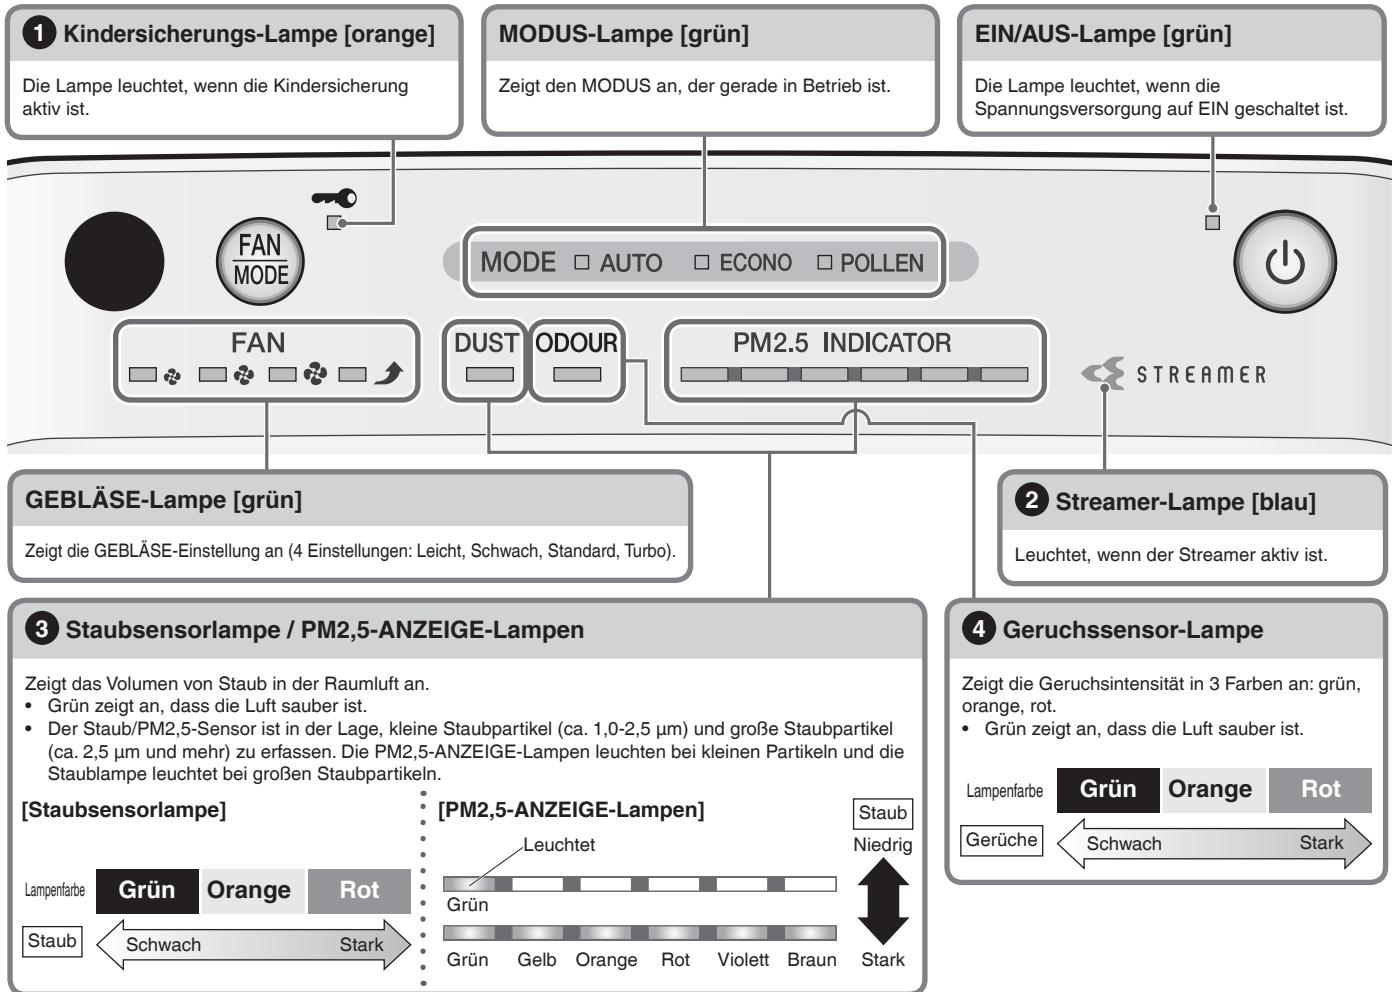 1 Kindersicherungs-Lampe [orange]
Die Lampe leuchtet, wenn die Kindersicherung
aktiv ist.
MODUS-Lampe [grün]
Zeigt den MODUS an, der gerade in Betrieb ist.
EIN/AUS-Lampe [grün]
Die Lampe leuchtet, wenn die
Spannungsversorgung auf EIN geschaltet ist.
FAN
MODE
MODE AUTO ECONO POLLEN
FAN
DUST
ODOUR
PM2.5 INDICATOR
STREAMER
GEBLÄSE-Lampe [grün]
Zeigt die GEBLÄSE-Einstellung an (4 Einstellungen: Leicht, Schwach, Standard, Turbo).
2 Streamer-Lampe [blau]
Leuchtet, wenn der Streamer aktiv ist.
3 Staubsensorlampe / PM2,5-ANZEIGE-Lampen
Zeigt das Volumen von Staub in der Raumluft an.
• Grün zeigt an, dass die Luft sauber ist.
• Der Staub/PM2,5-Sensor ist in der Lage, kleine Staubpartikel (ca. 1,0-2,5 µm) und große Staubpartikel
(ca. 2,5 µm und mehr) zu erfassen. Die PM2,5-ANZEIGE-Lampen leuchten bei kleinen Partikeln und die
Staublampe leuchtet bei großen Staubpartikeln.
[Staubsensorlampe]
Lampenfarbe Grün Orange Rot
Staub Schwach Stark
[PM2,5-ANZEIGE-Lampen]
Leuchtet
Grün
Grün Gelb Orange Rot Violett Braun
Staub
Niedrig
Stark
4 Geruchssensor-Lampe
Zeigt die Geruchsintensität in 3 Farben an: grün,
orange, rot.
• Grün zeigt an, dass die Luft sauber ist.
Lampenfarbe Grün Orange Rot
Gerüche Schwach Stark